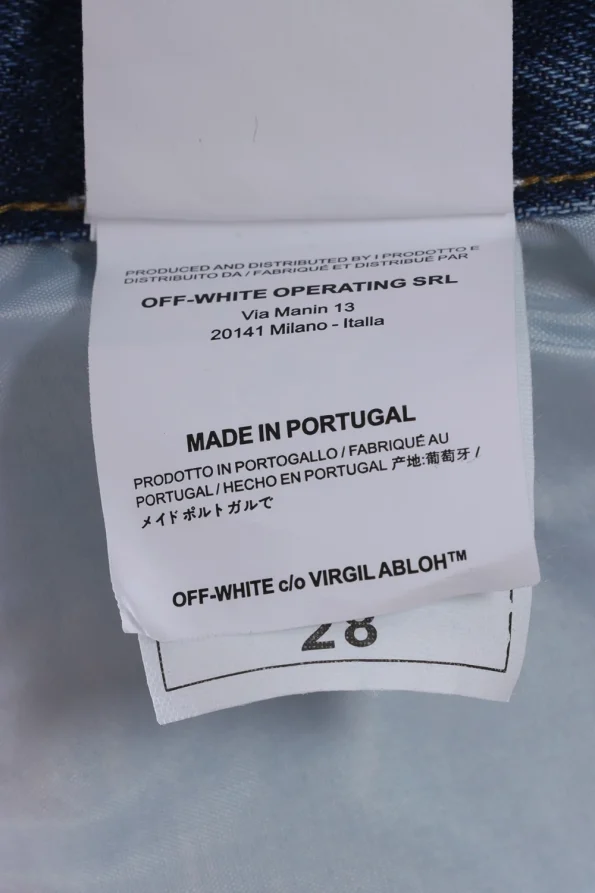 PRODUCED AND DISTRIBUTED BY I PRODOTTO E
DISTRIBUITO DA / FABRIQUÉ ET DISTRIBUÉ PAR
OFF-WHITE OPERATING SRL
Via Manin 13
20141 Milano - Italia
MADE IN PORTUGAL
PRODOTTO IN PORTOGALLO / FABRIQUÉ AU
PORTUGAL / HECHO EN PORTUGAL 产地:葡萄牙 /
メイド ポルトガルで
OFF-WHITE c/o VIRGIL ABLOH™
28